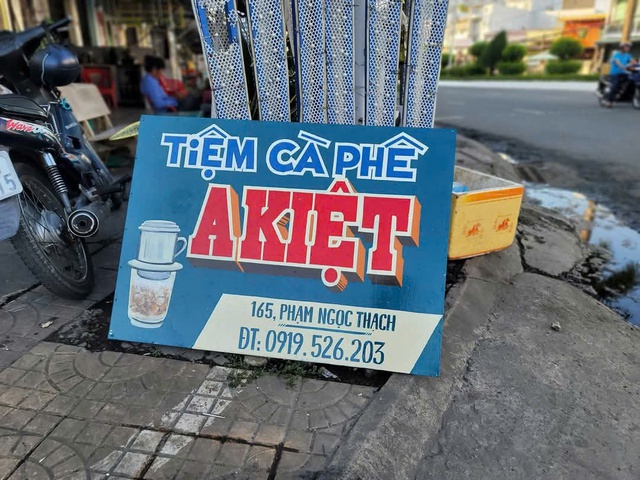 TIỆM CÀ PHÊ
A KIỆT
165, PHẠM NGỌC THẠCH
ĐT: 0919.526.203